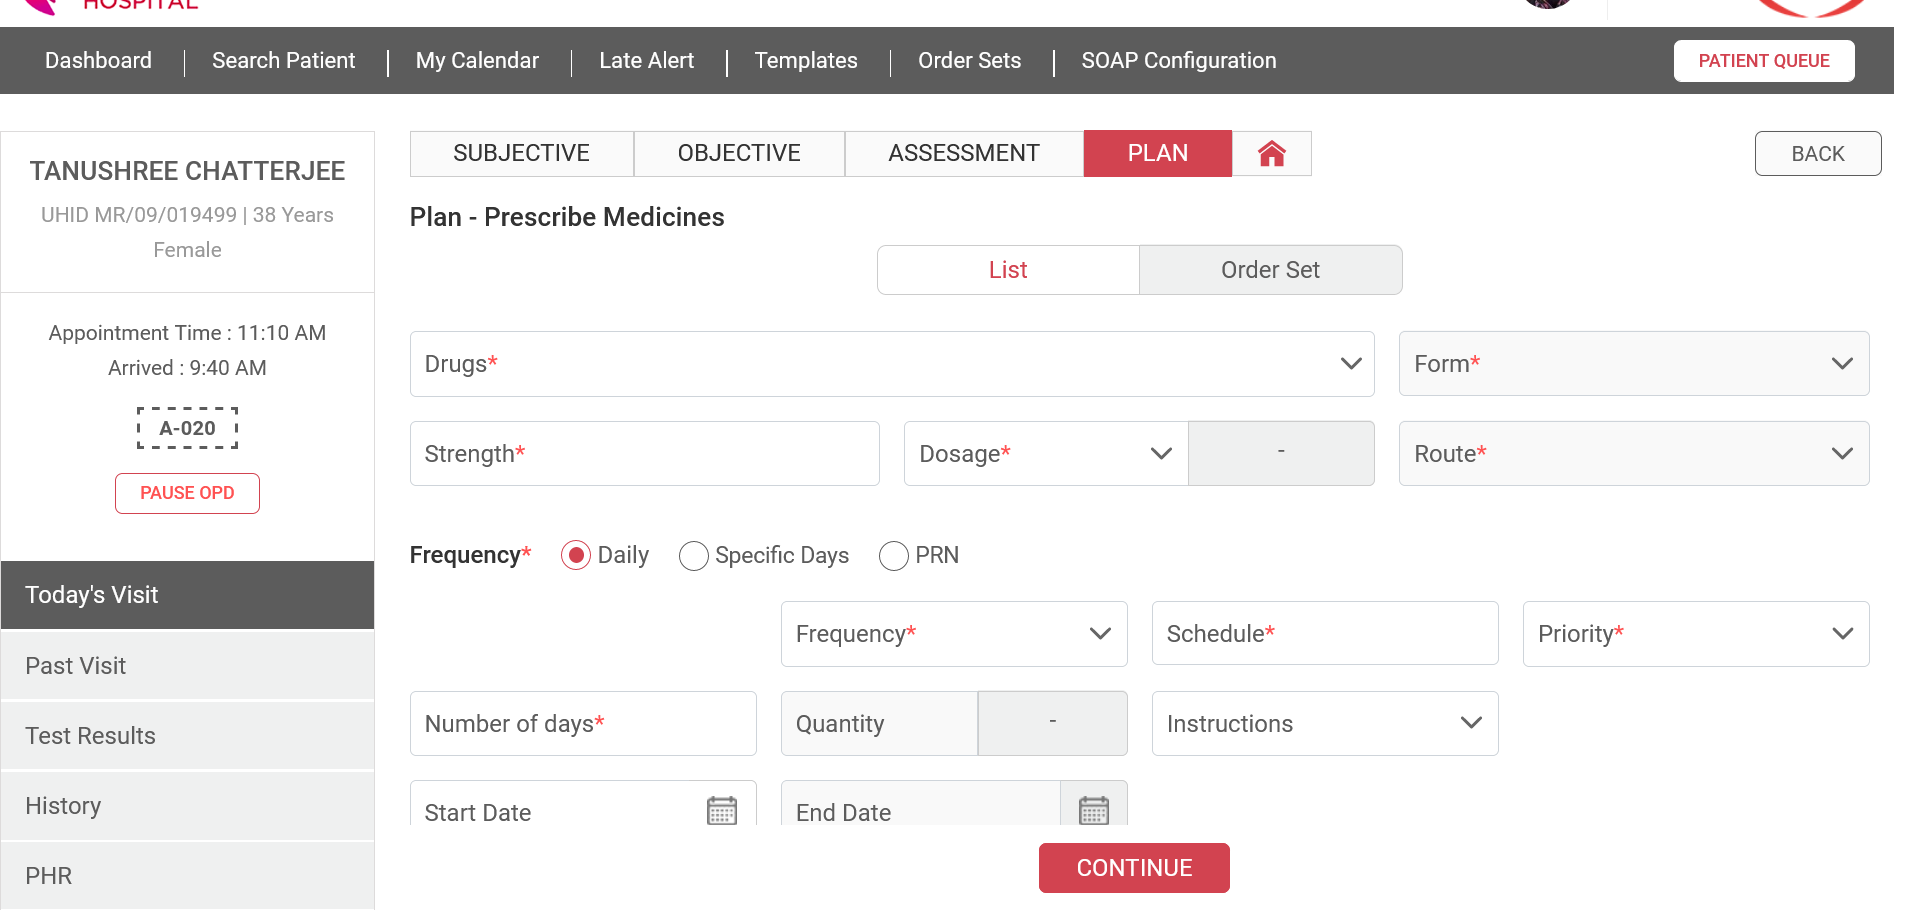 HOSPITAL
Dashboard
Search Patient
My Calendar
Late Alert
Templates
Order Sets
SOAP Configuration
PATIENT QUEUE
TANUSHREE CHATTERJEE
UHID MR/09/019499 | 38 Years
Female
Appointment Time : 11:10 AM
Arrived : 9:40 AM
A-020
PAUSE OPD
Today's Visit
Past Visit
Test Results
History
PHR
SUBJECTIVE
OBJECTIVE
ASSESSMENT
PLAN
BACK
Plan - Prescribe Medicines
List
Order Set
Drugs*
Form*
Strength*
Dosage*
-
Route*
Frequency*
Daily
Specific Days
PRN
Frequency*
Schedule*
Priority*
Number of days*
Quantity
-
Instructions
Start Date
End Date
CONTINUE